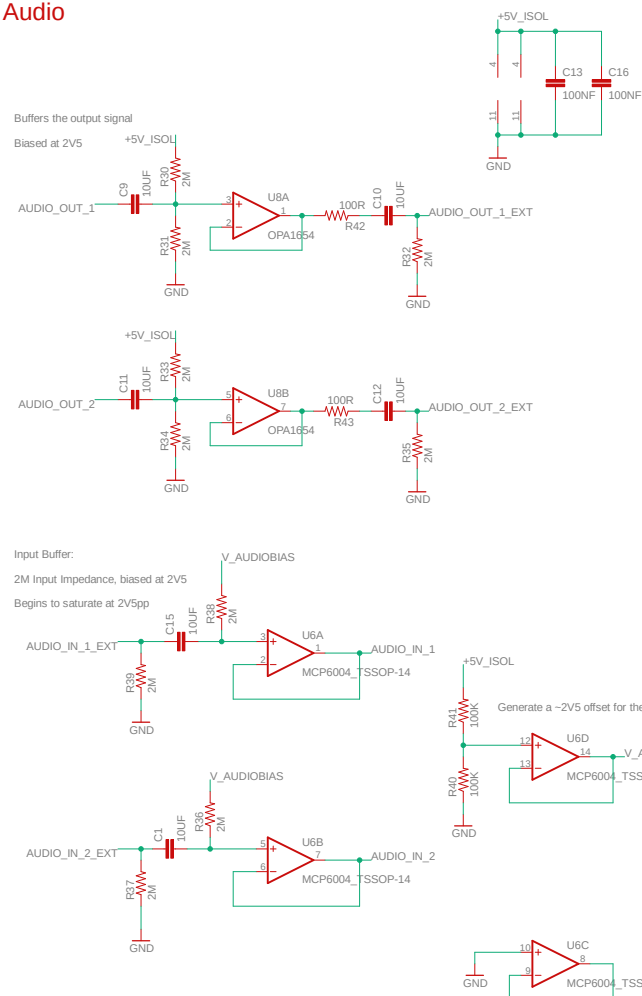 Audio
+5V_ISOL
4
4
C13
100NF
C16
100NF
11
11
GND
Buffers the output signal
Biased at 2V5
+5V_ISOL
R30
2M
C9
10UF
AUDIO_OUT_1
R31
2M
GND
3
2
1
U8A
OPA1654
100R
R42
C10
10UF
AUDIO_OUT_1_EXT
R32
2M
GND
+5V_ISOL
R33
2M
C11
10UF
AUDIO_OUT_2
R34
2M
GND
5
6
7
U8B
OPA1654
100R
R43
C12
10UF
AUDIO_OUT_2_EXT
R35
2M
GND
Input Buffer:
2M Input Impedance, biased at 2V5
Begins to saturate at 2V5pp
V_AUDIOBIAS
R38
2M
C15
10UF
AUDIO_IN_1_EXT
R39
2M
GND
3
2
1
U6A
MCP6004_TSSOP-14
AUDIO_IN_1
+5V_ISOL
R41
100K
Generate a ~2V5 offset for the
R40
100K
GND
12
13
14
U6D
MCP6004_TSS
V_A
V_AUDIOBIAS
R36
2M
C1
10UF
AUDIO_IN_2_EXT
R37
2M
GND
5
6
7
U6B
MCP6004_TSSOP-14
AUDIO_IN_2
10
9
8
U6C
MCP6004_TSS
GND